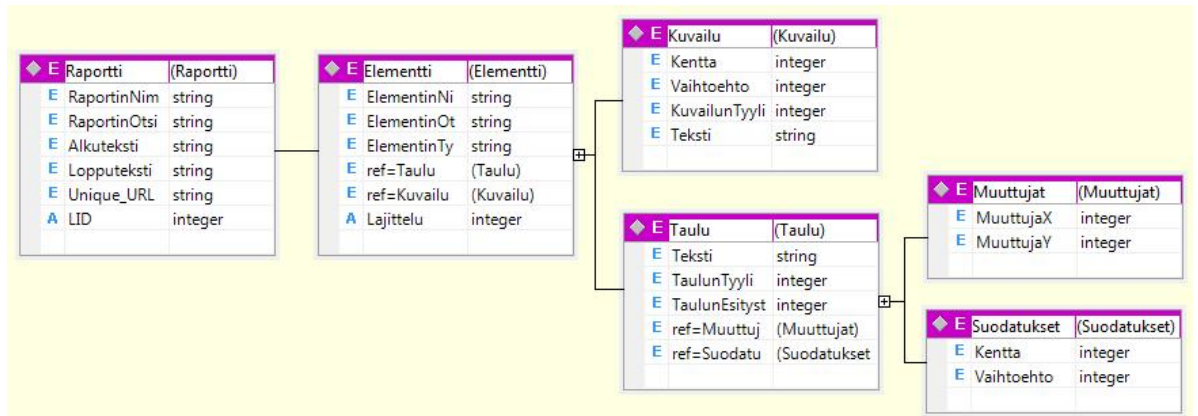 E Raportti (Raportti)
E RaportinNim string
E RaportinOtsi string
E Alkuteksti string
E Lopputeksti string
E Unique_URL string
A LID integer
E Elementti (Elementti)
E ElementinNi string
E ElementinOt string
E ElementinTy string
E ref=Taulu (Taulu)
E ref=Kuvailu (Kuvailu)
A Lajittelu integer
E Kuvailu (Kuvailu)
E Kentta integer
E Vaihtoehto integer
E KuvailunTyyli integer
E Teksti string
E Taulu (Taulu)
E Teksti string
E TaulunTyyli integer
E TaulunEsityst integer
E ref=Muuttuj (Muuttujat)
E ref=Suodatu (Suodatukset
E Muuttujat (Muuttujat)
E MuuttujaX integer
E MuuttujaY integer
E Suodatukset (Suodatukset)
E Kentta integer
E Vaihtoehto integer